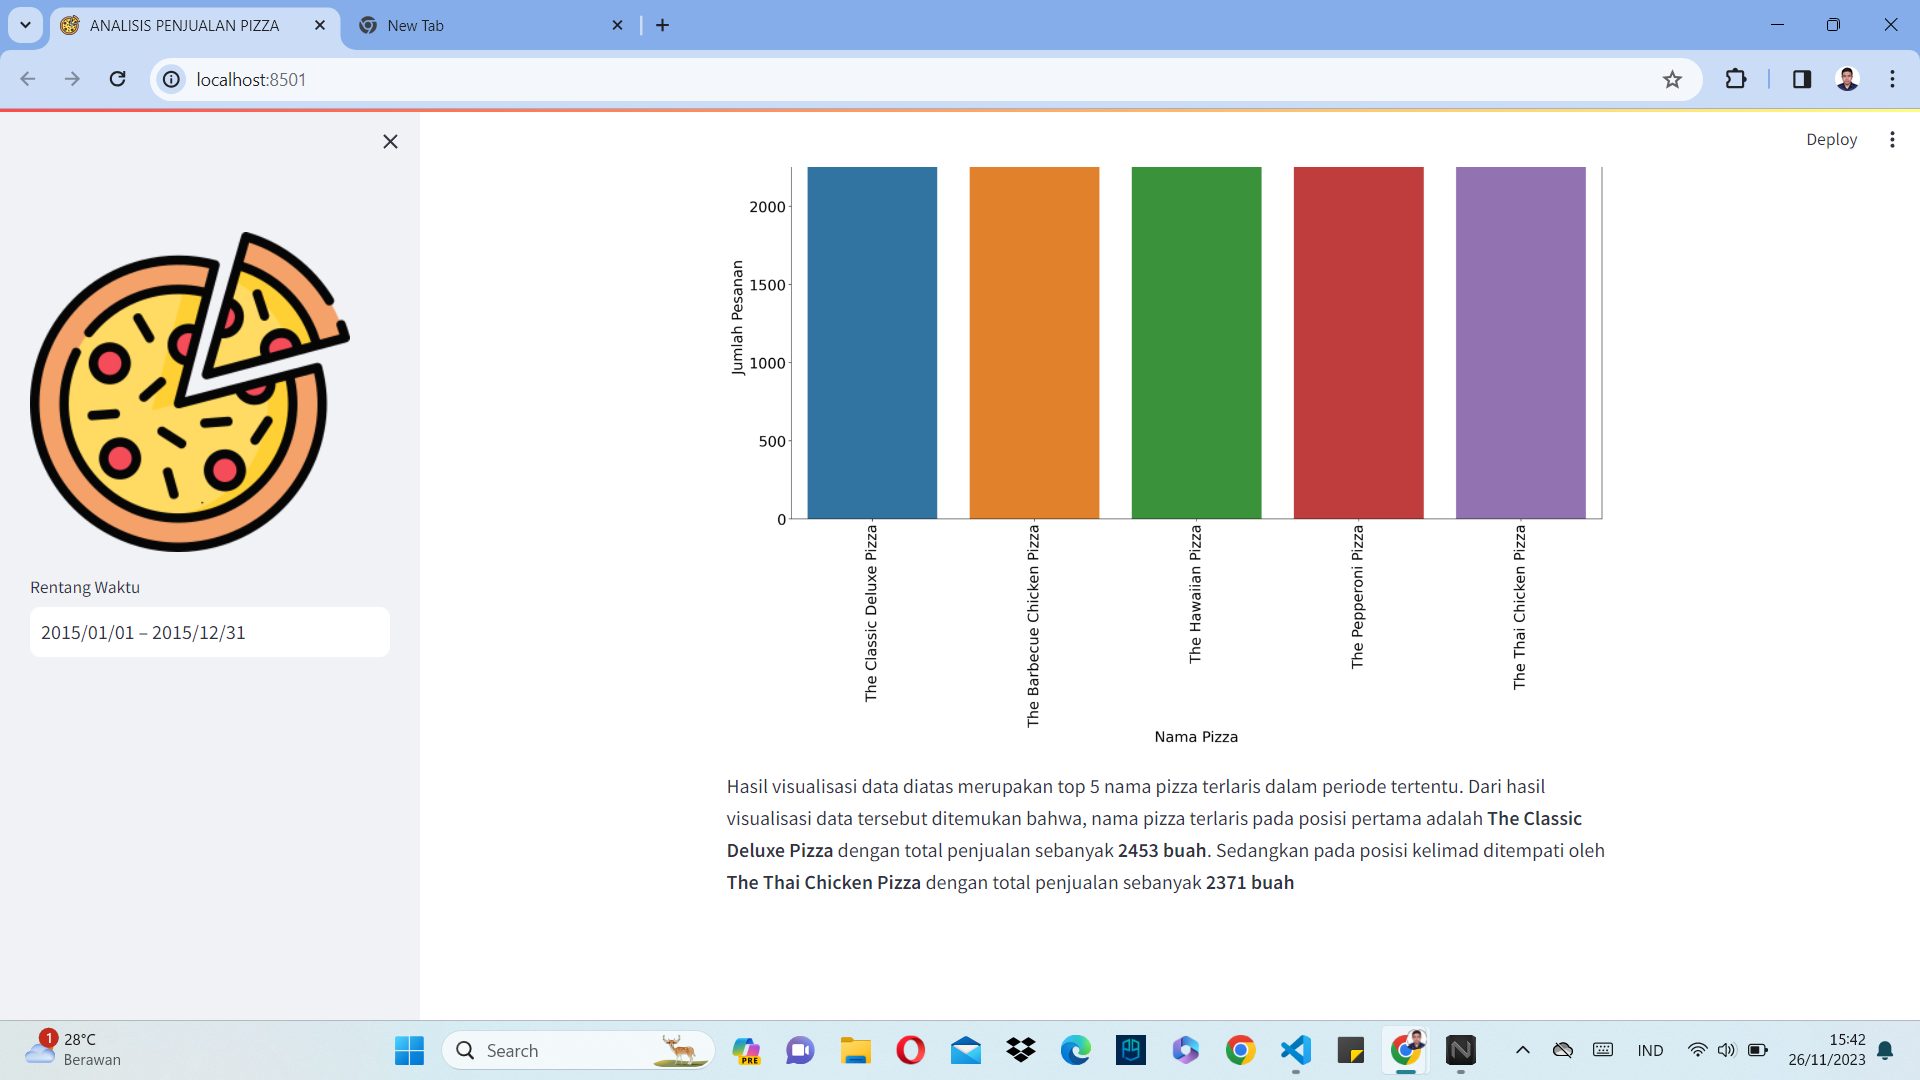 ANALISIS PENJUALAN PIZZA
New Tab
localhost:8501
Deploy
2000
1500
1000
500
0
Jumlah Pesanan
The Classic Deluxe Pizza
The Barbecue Chicken Pizza
The Hawaiian Pizza
The Pepperoni Pizza
The Thai Chicken Pizza
Nama Pizza
Rentang Waktu
2015/01/01 – 2015/12/31
Hasil visualisasi data diatas merupakan top 5 nama pizza terlaris dalam periode tertentu. Dari hasil
visualisasi data tersebut ditemukan bahwa, nama pizza terlaris pada posisi pertama adalah The Classic
Deluxe Pizza dengan total penjualan sebanyak 2453 buah. Sedangkan pada posisi kelimad ditempati oleh
The Thai Chicken Pizza dengan total penjualan sebanyak 2371 buah
1
28°C
Berawan
Search
PRE
IND
15:42
26/11/2023